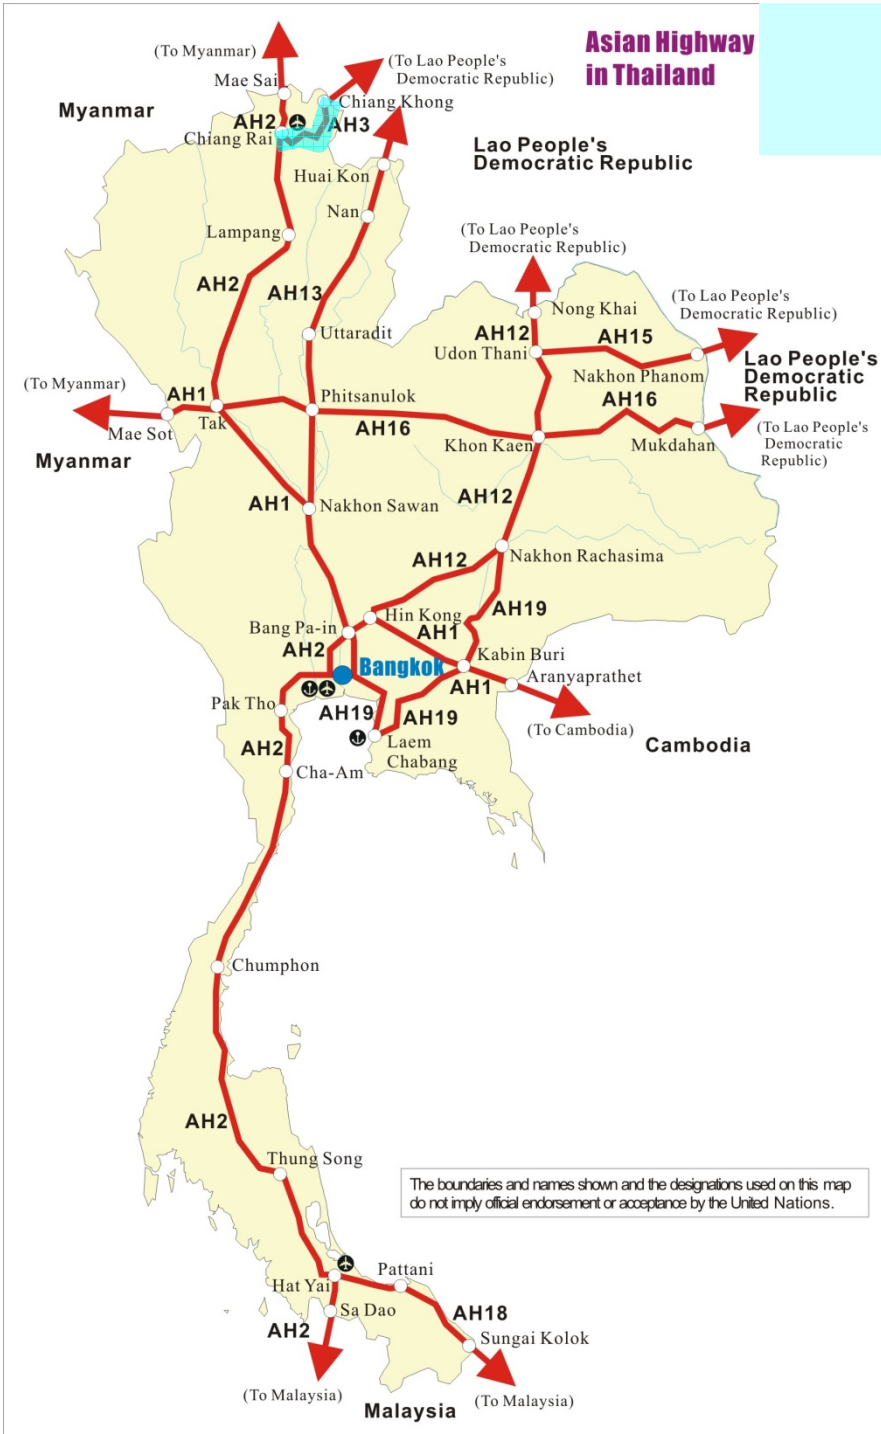 Asian Highway
in Thailand
(To Myanmar)
(To Lao People's
Democratic Republic)
Mae Sai
Chiang Khong
Myanmar
AH2
AH3
Chiang Rai
Lao People's
Democratic Republic
Huai Kon
Nan
Lampang
(To Lao People's
Democratic Republic)
AH2
AH13
(To Lao People's
Democratic Republic)
Nong Khai
Uttaradit
AH12
AH15
Udon Thani
Nakhon Phanom
Lao People's
Democratic
Republic
(To Myanmar)
AH1
Phitsanulok
AH16
Tak
Mae Sot
AH16
Khon Kaen
Mukdahan
(To Lao People's
Democratic
Republic)
Myanmar
AH1
Nakhon Sawan
AH12
AH12
Nakhon Rachasima
AH19
Hin Kong
Bang Pa-in
AH1
AH2
Kabin Buri
Bangkok
AH1
Aranyaprathet
Pak Tho
AH19
AH19
(To Cambodia)
Laem
Chabang
AH2
Cambodia
Cha-Am
Chumphon
AH2
Thung Song
The boundaries and names shown and the designations used on this map
do not imply official endorsement or acceptance by the United Nations.
Pattani
Hat Yai
Sa Dao
AH18
AH2
Sungai Kolok
(To Malaysia)
(To Malaysia)
Malaysia